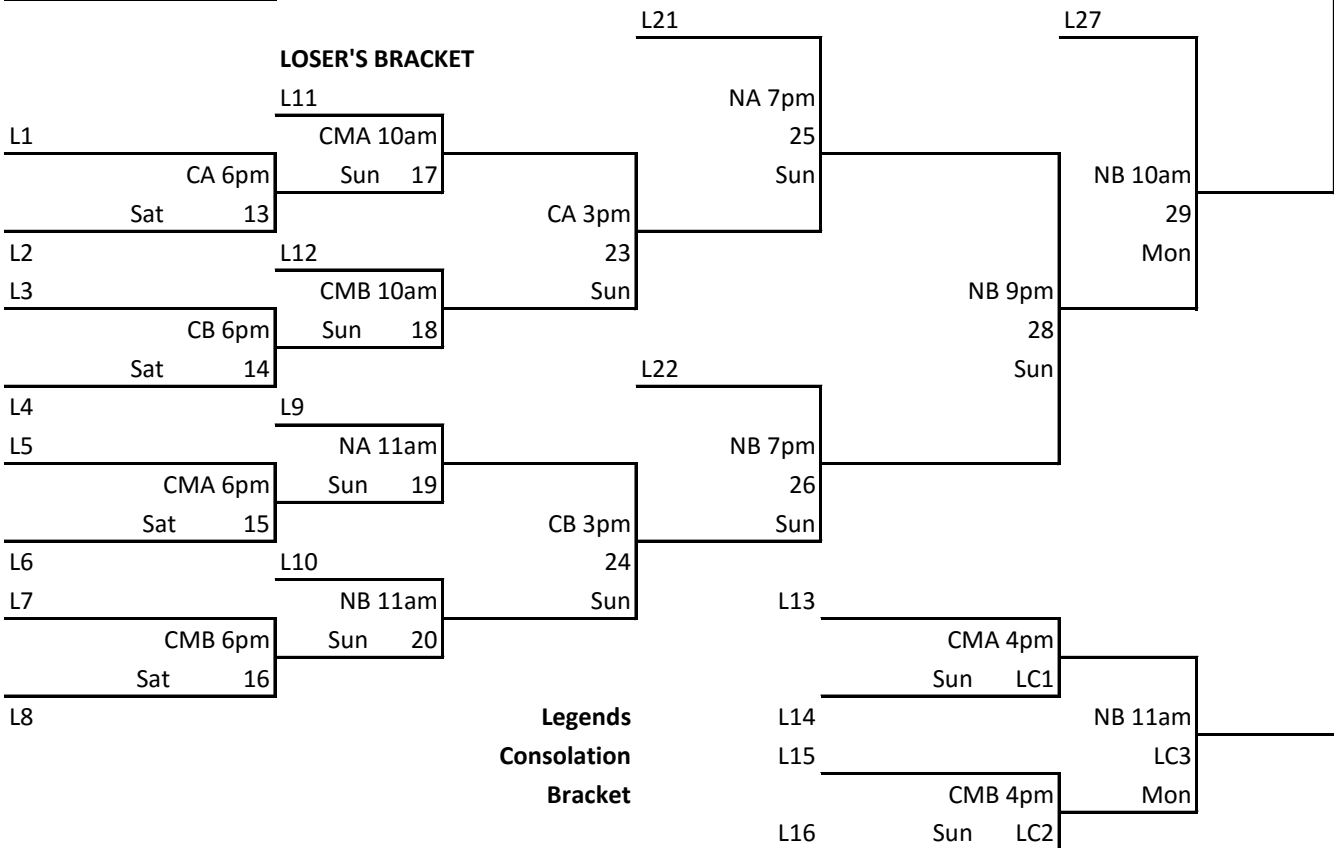 L21 L27
LOSER'S BRACKET
L11 NA 7pm
L1 CMA 10am 25
CA 6pm Sun 17 Sun NB 10am
Sat 13 CA 3pm 29
L2 L12 23 Mon
L3 CMB 10am Sun NB 9pm
CB 6pm Sun 18 28
Sat 14 L22 Sun
L4 L9
L5 NA 11am NB 7pm
CMA 6pm Sun 19 26
Sat 15 CB 3pm Sun
L6 L10 24
L7 NB 11am Sun L13
CMB 6pm Sun 20 CMA 4pm
Sat 16 Sun LC1
L8 Legends L14 NB 11am
Consolation L15 LC3
Bracket CMB 4pm Mon
L16 Sun LC2